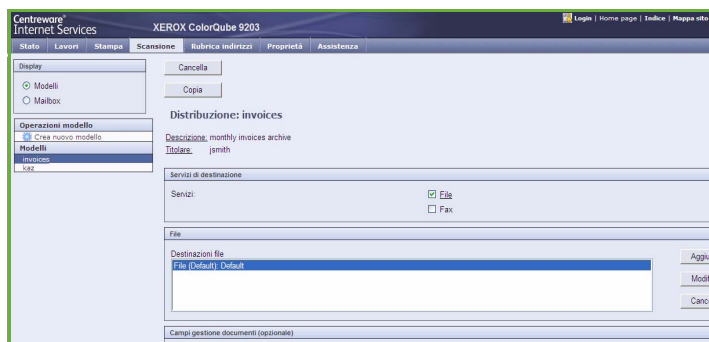 Centreware®
Internet Services
XEROX ColorQube 9203
Login | Home page | Indice | Mappa sito
Stato Lavori Stampa Scansione Rubrica indirizzi Proprietà Assistenza
Display
Modelli
Mailbox
Operazioni modello
Crea nuovo modello
Modelli
invoices
kaz
Cancella
Copia
Distribuzione: invoices
Descrizione: monthly invoices archive
Titolare: jsmith
Servizi di destinazione
Servizi: File
Fax
File
Destinazioni file
File (Default): Default
Aggiu
Modif
Canc
Campi gestione documenti (opzionale)